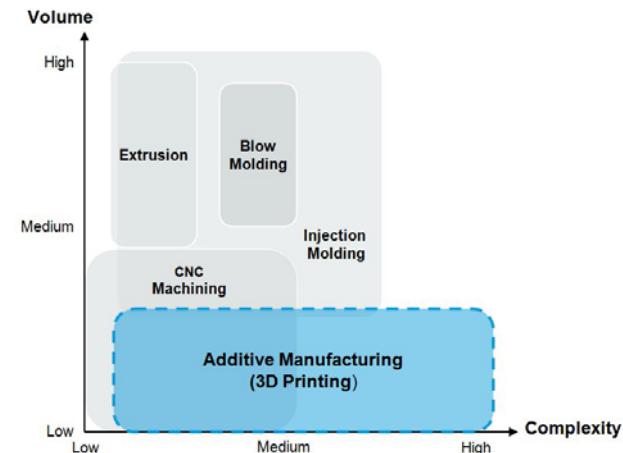 Volume
High
Extrusion
Blow
Molding
Medium
Injection
Molding
CNC
Machining
Additive Manufacturing
(3D Printing)
Low
Complexity
Low
Medium
High